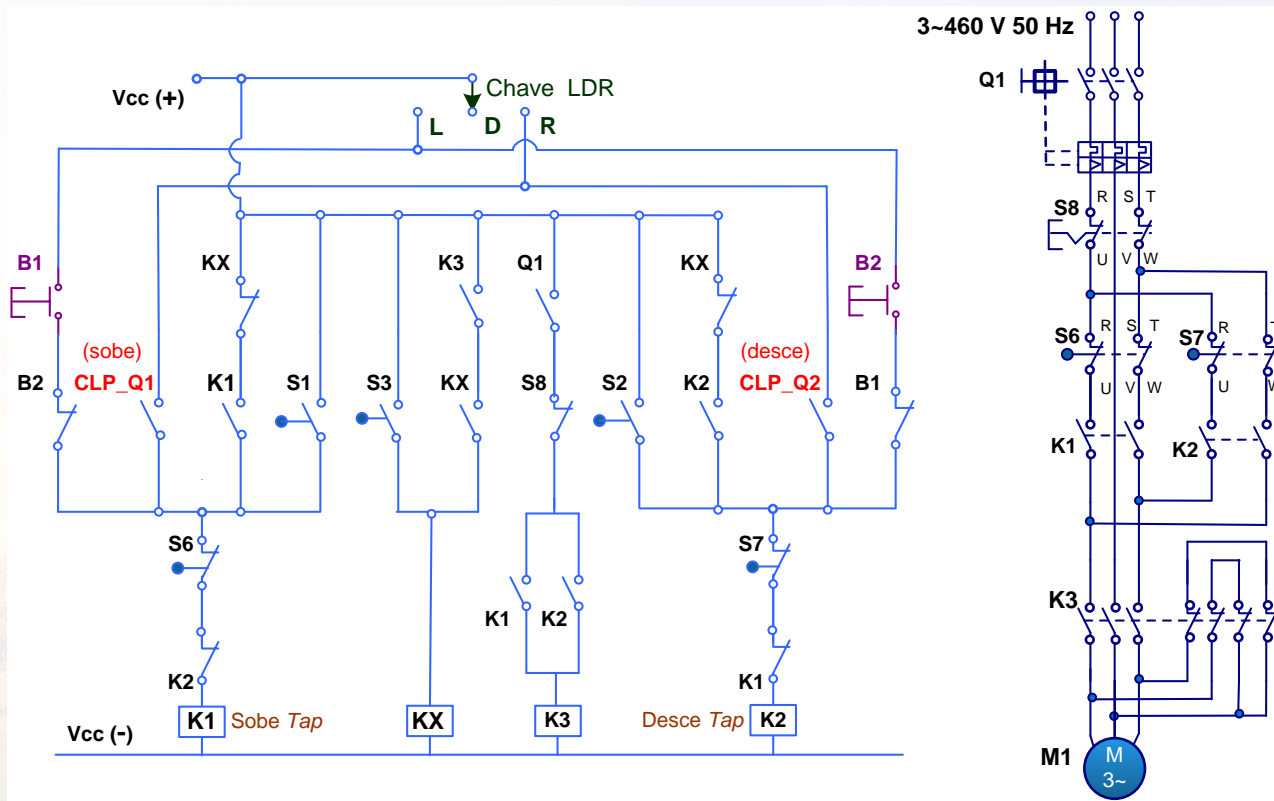 3~460 V 50 Hz
Q1
Vcc (+)
Chave LDR
L D R
B1
KX
K3
Q1
KX
B2
(sobe)
(desce)
B2
CLP_Q1
K1
S1
S3
KX
S8
S2
K2
CLP_Q2
B1
S6
S7
K1
K2
K2
K1
K1
Sobe Tap
KX
K3
Desce Tap
K2
Vcc (-)
S8
R S T
U V W
S6
R S T
S7
R
U V W
U
K1
K2
K3
M1
M
3~